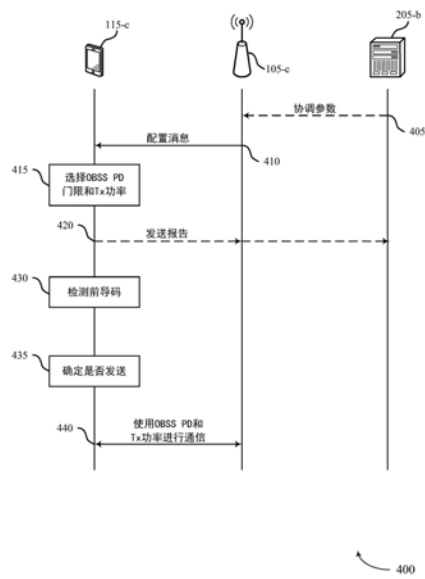 115-c
105-c
205-b
协调参数
405
配置消息
410
415
选择OBSS PD
门限和Tx功率
420
发送报告
430
检测前导码
435
确定是否发送
使用OBSS PD和
Tx功率进行通信
440
400